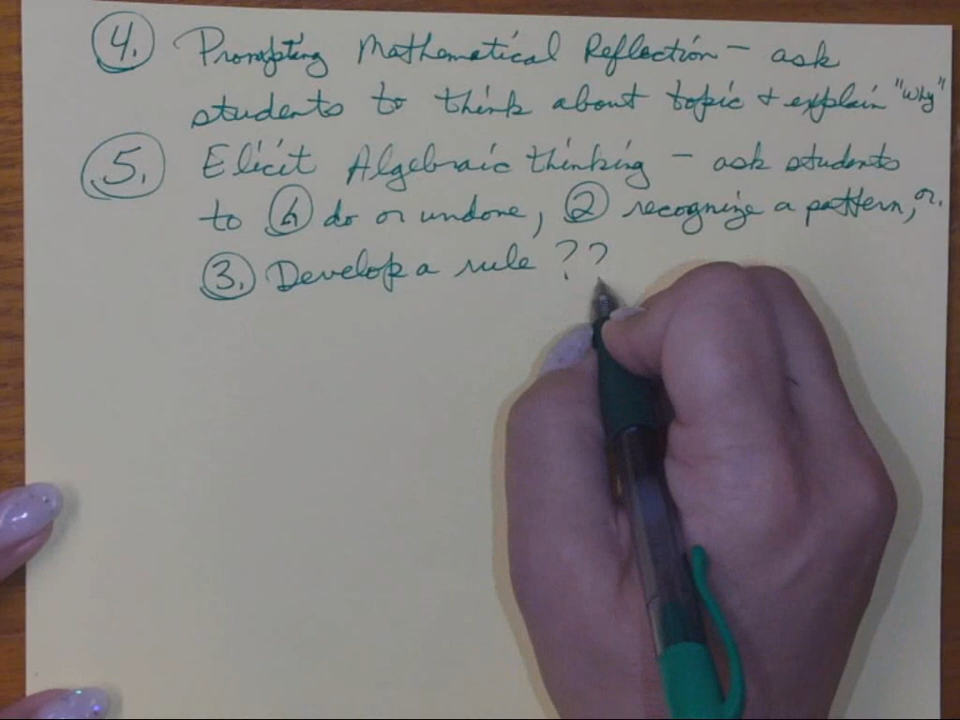 4. Prompting Mathematical Reflection - ask
students to think about topic + explain "why"
5. Elicit Algebraic thinking - ask students
to do or undone, ② recognize a pattern, or
③. Develop a rule ??